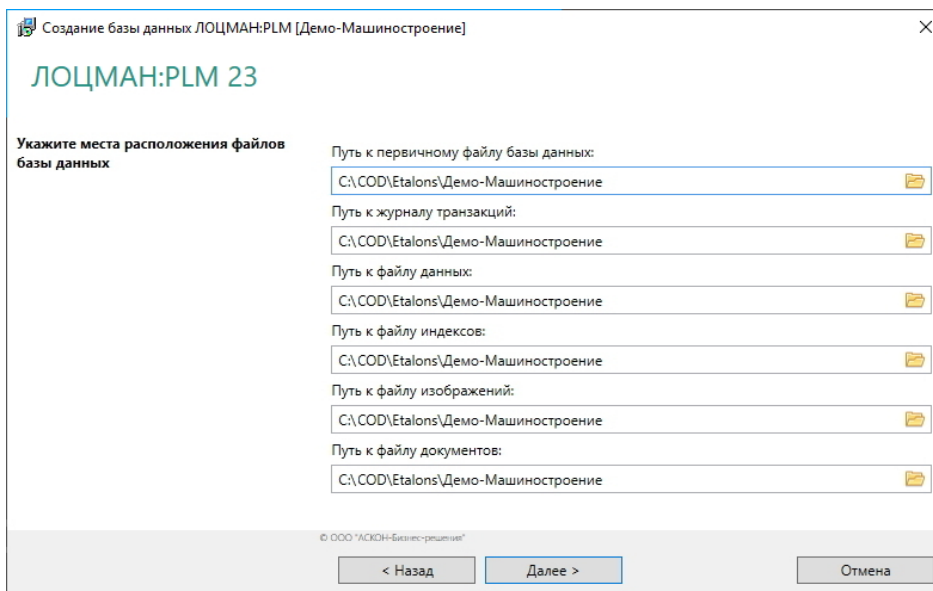 Создание базы данных ЛОЦМАН:PLM [Демо-Машиностроение]
ЛОЦМАН:PLM 23
Укажите места расположения файлов
базы данных
Путь к первичному файлу базы данных:
C:\COD\Etalons\Демо-Машиностроение
Путь к журналу транзакций:
C:\COD\Etalons\Демо-Машиностроение
Путь к файлу данных:
C:\COD\Etalons\Демо-Машиностроение
Путь к файлу индексов:
C:\COD\Etalons\Демо-Машиностроение
Путь к файлу изображений:
C:\COD\Etalons\Демо-Машиностроение
Путь к файлу документов:
C:\COD\Etalons\Демо-Машиностроение
© ООО "АСКОН-Бизнес-решения"
< Назад
Далее >
Отмена